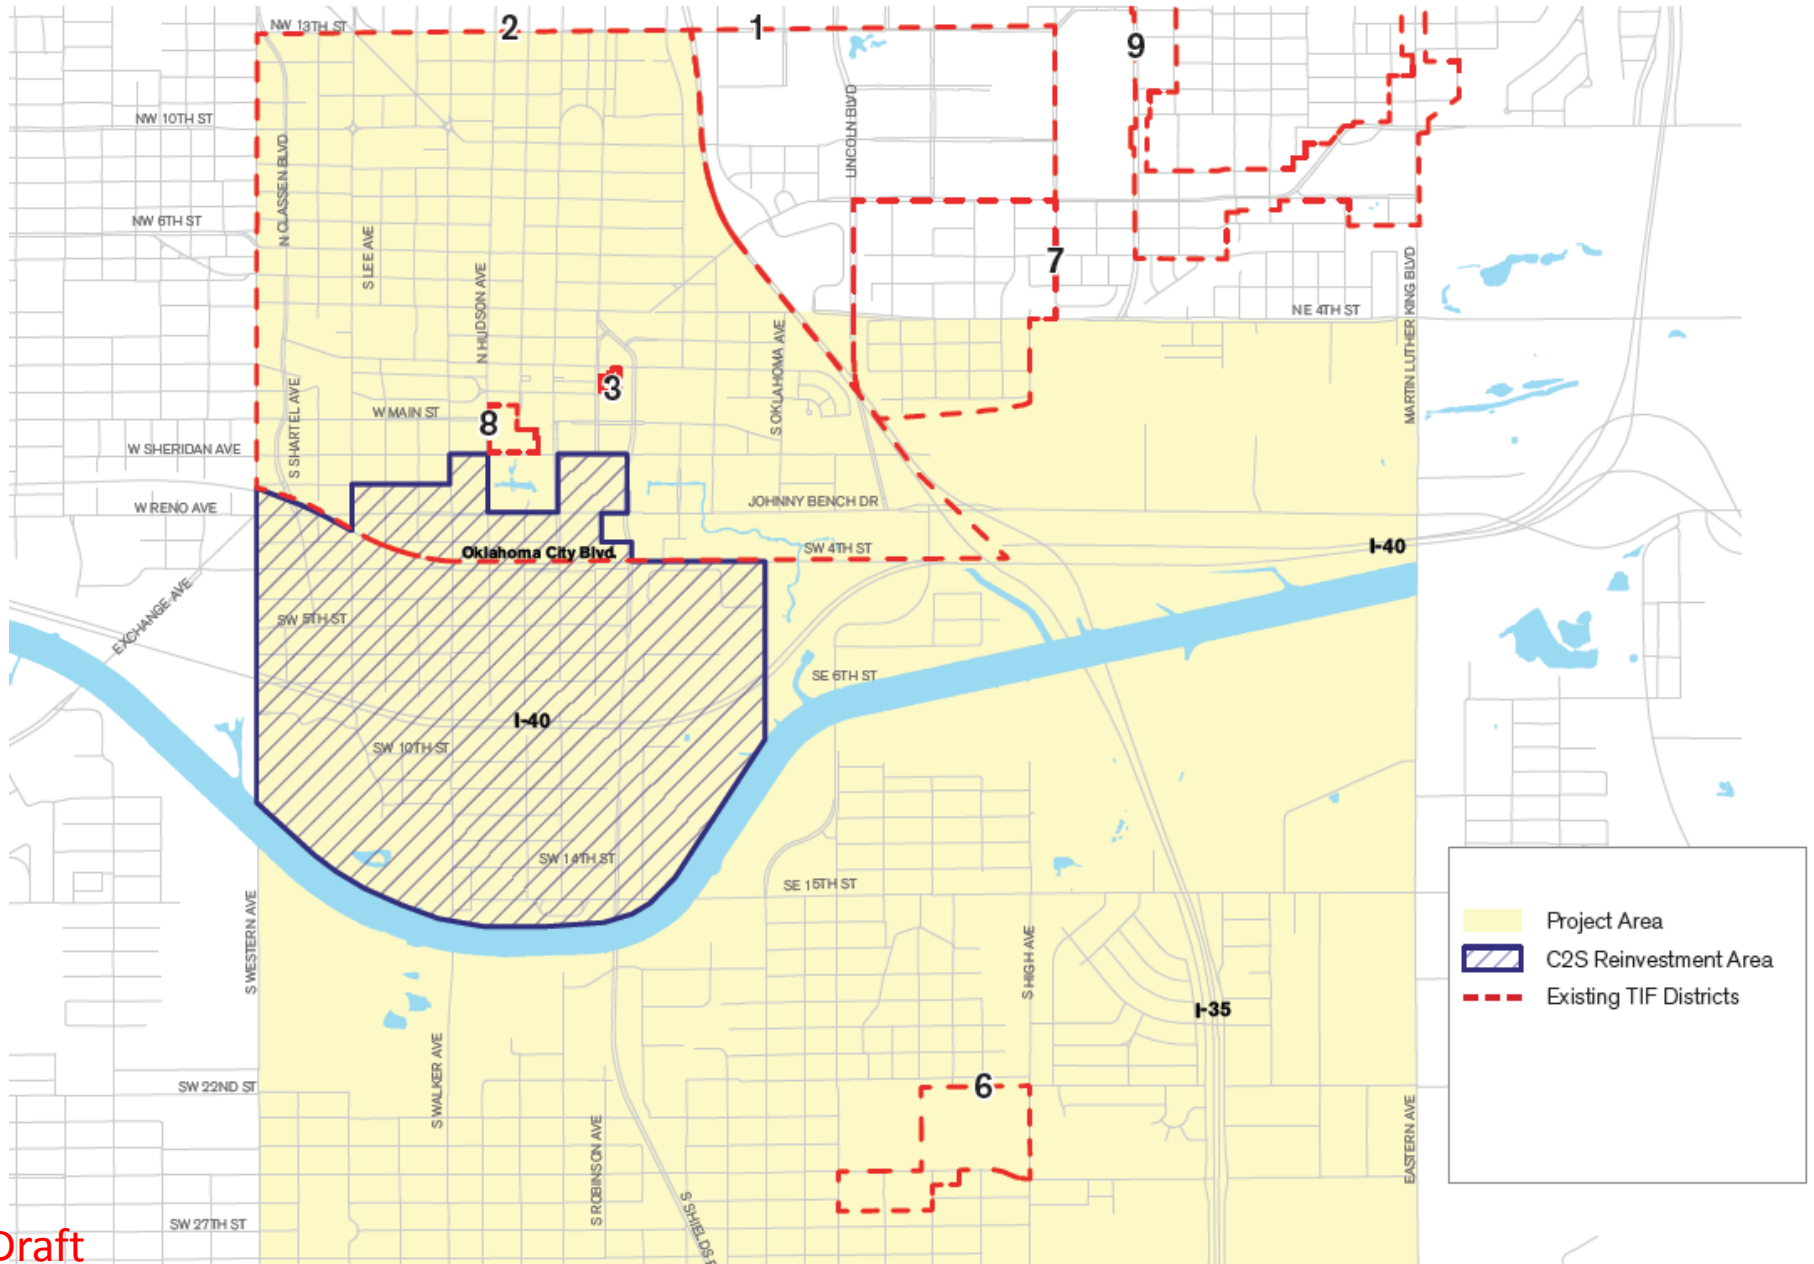 NW 13TH ST
2
1
9
NW 10TH ST
N CLASSEN BLVD
LINCOLN BLVD
NW 6TH ST
S LEE AVE
N HUDSON AVE
7
MARTIN LUTHER KING BLVD
NE 4TH ST
S OKLAHOMA AVE
3
S SHARTEL AVE
W MAIN ST
8
W SHERIDAN AVE
W RENO AVE
JOHNNY BENCH DR
Oklahoma City Blvd.
SW 4TH ST
I-40
EXCHANGE AVE
SW 5TH ST
SE 6TH ST
I-40
SW 10TH ST
SW 14TH ST
SE 15TH ST
S WESTERN AVE
S HIGH AVE
Project Area
C2S Reinvestment Area
Existing TIF Districts
I-35
S WALKER AVE
SW 22ND ST
6
S ROBINSON AVE
EASTERN AVE
S SHIELDS
SW 27TH ST
Draft